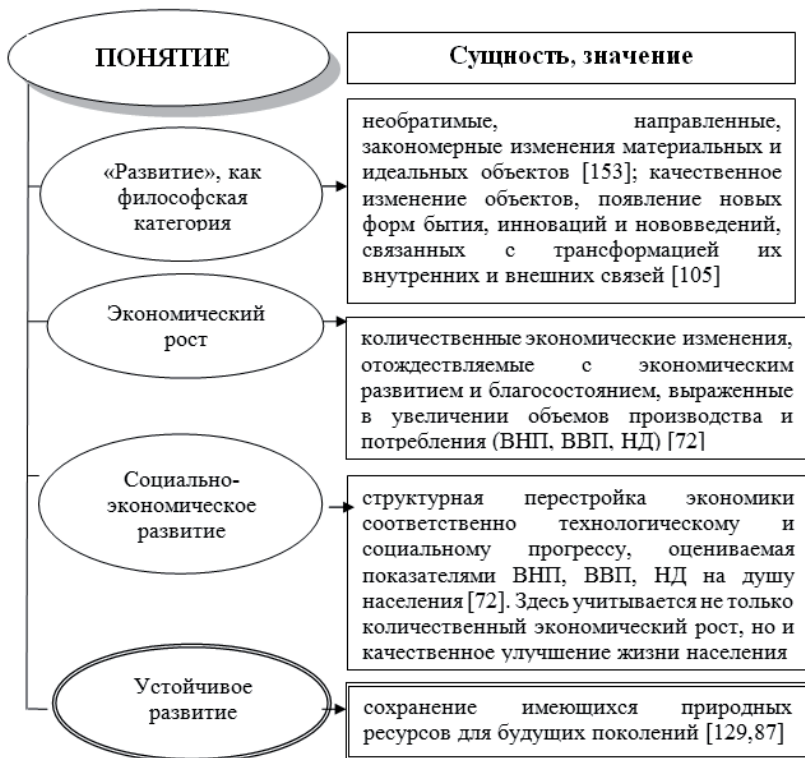 ПОНЯТИЕ
Сущность, значение
«Развитие», как
философская
категория
необратимые, направленные,
закономерные изменения материальных и
идеальных объектов [153]; качественное
изменение объектов, появление новых
форм бытия, инноваций и нововведений,
связанных с трансформацией их
внутренних и внешних связей [105]
Экономический
рост
количественные экономические изменения,
отождествляемые с экономическим
развитием и благосостоянием, выраженные
в увеличении объемов производства и
потребления (ВНП, ВВП, НД) [72]
Социально-
экономическое
развитие
структурная перестройка экономики
соответственно технологическому и
социальному прогрессу, оцениваемая
показателями ВНП, ВВП, НД на душу
населения [72]. Здесь учитывается не только
количественный экономический рост, но и
качественное улучшение жизни населения
Устойчивое
развитие
сохранение имеющихся природных
ресурсов для будущих поколений [129,87]